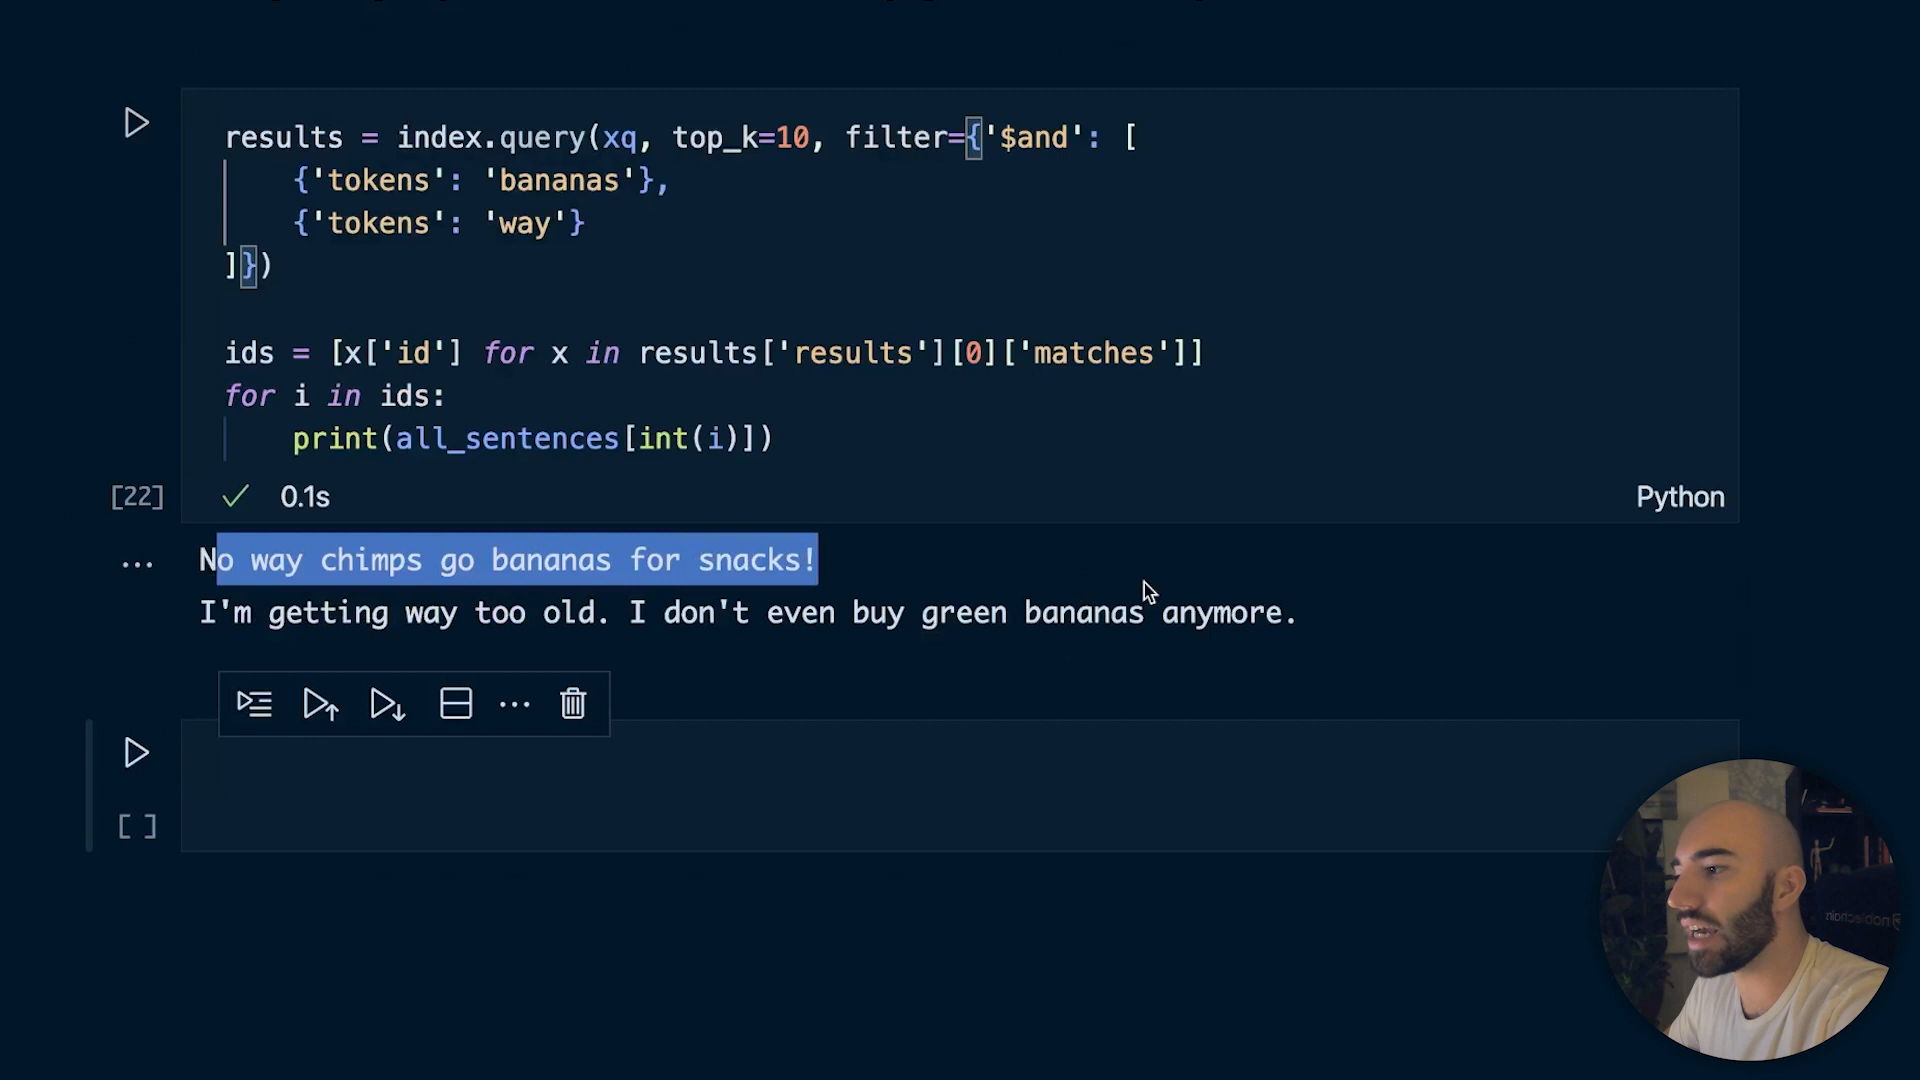 results = index.query(xq, top_k=10, filter={'$and': [
    {'tokens': 'bananas'},
    {'tokens': 'way'}
]})
ids = [x['id'] for x in results['results'][0]['matches']]
for i in ids:
    print(all_sentences[int(i)])
[22] 0.1s Python
No way chimps go bananas for snacks!
I'm getting way too old. I don't even buy green bananas anymore.
[ ]
noblechairs